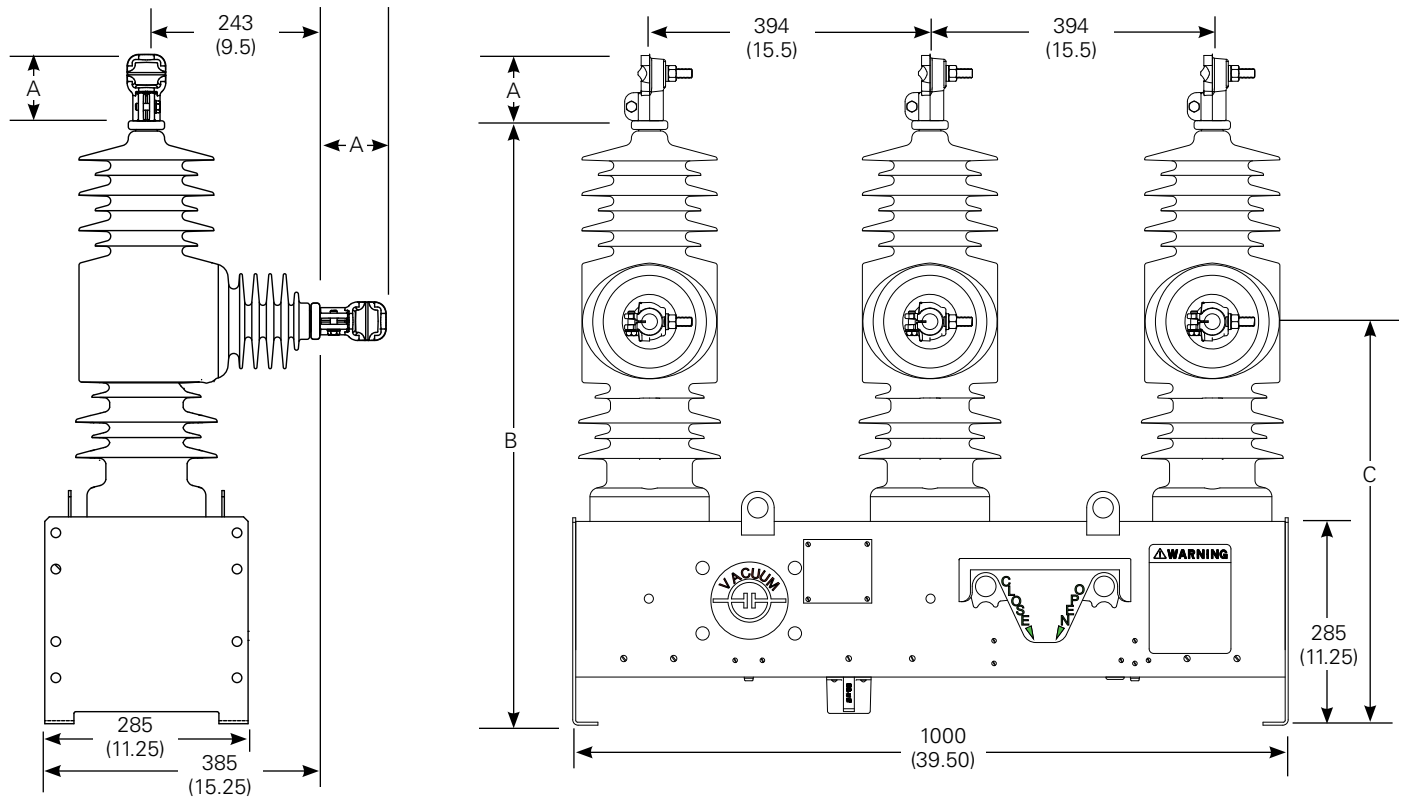 243
(9.5)
394
(15.5)
394
(15.5)
A
A
A
B
C
VACUUM
CLOSE
OPEN
⚠WARNING
285
(11.25)
285
(11.25)
385
(15.25)
1000
(39.50)